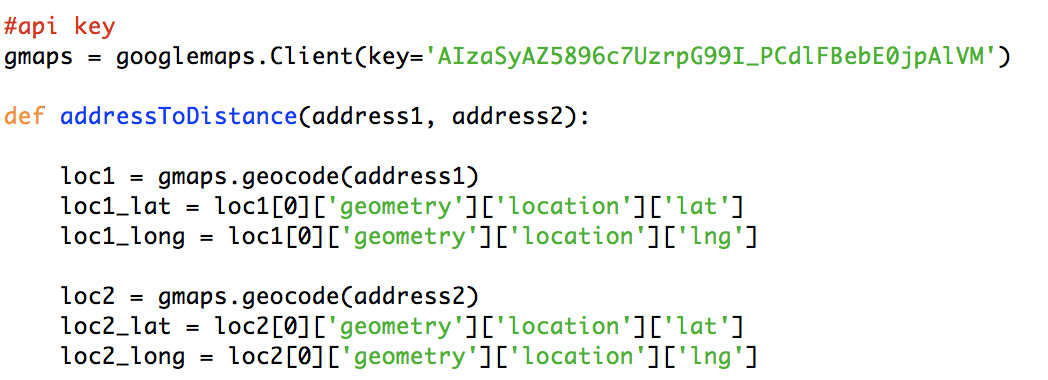 #api key
gmaps = googlemaps.Client(key='AIzaSyAZ5896c7UzrpG99I_PCdlFBebE0jpAlVM')
def addressToDistance(address1, address2):
loc1 = gmaps.geocode(address1)
loc1_lat = loc1[0]['geometry']['location']['lat']
loc1_long = loc1[0]['geometry']['location']['lng']
loc2 = gmaps.geocode(address2)
loc2_lat = loc2[0]['geometry']['location']['lat']
loc2_long = loc2[0]['geometry']['location']['lng']